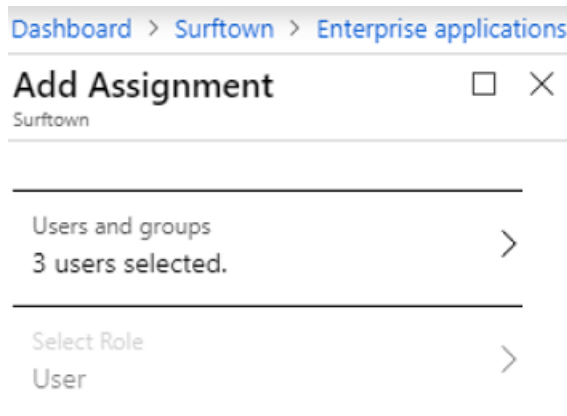 Dashboard > Surftown > Enterprise applications
Add Assignment
Surftown
Users and groups
3 users selected.
Select Role
User